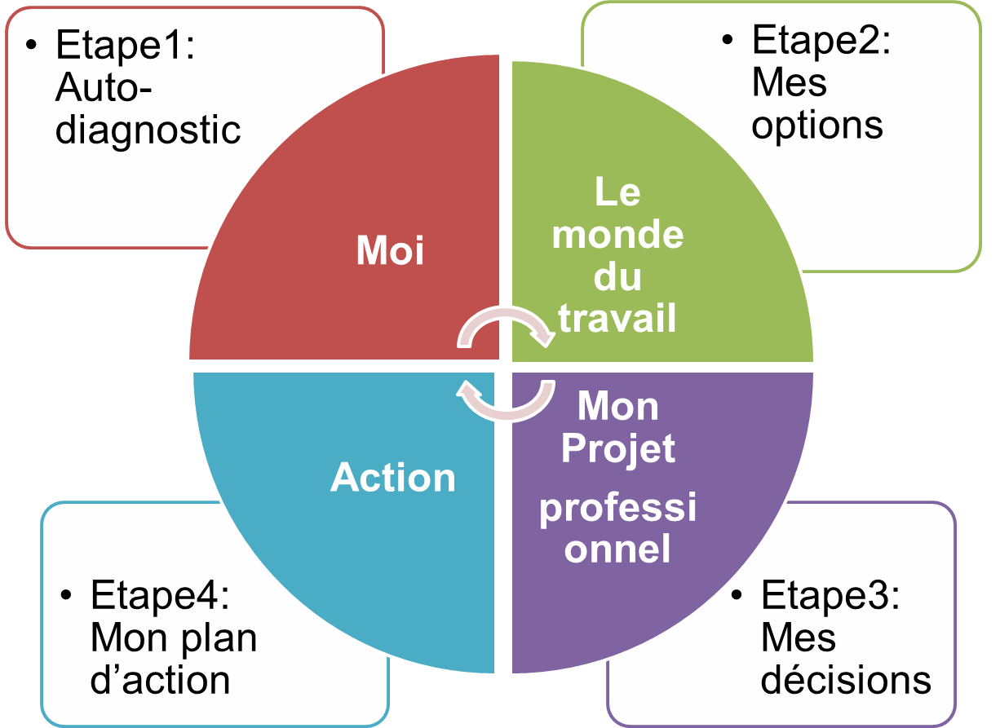 • Etape1:
Auto-
diagnostic
• Etape2:
Mes
options
Moi
Le
monde
du
travail
Mon
Projet
professi
onnel
Action
• Etape3:
Mes
décisions
• Etape4:
Mon plan
d’action